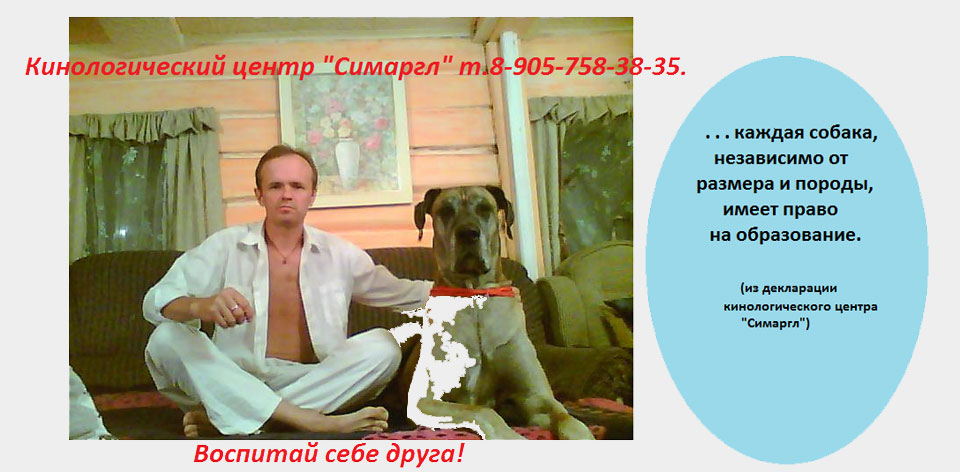 Кинологический центр "Симаргл" т.8-905-758-38-35.
. . . каждая собака,
независимо от
размера и породы,
имеет право
на образование.
(из декларации
кинологического центра
"Симаргл")
Воспитай себе друга!